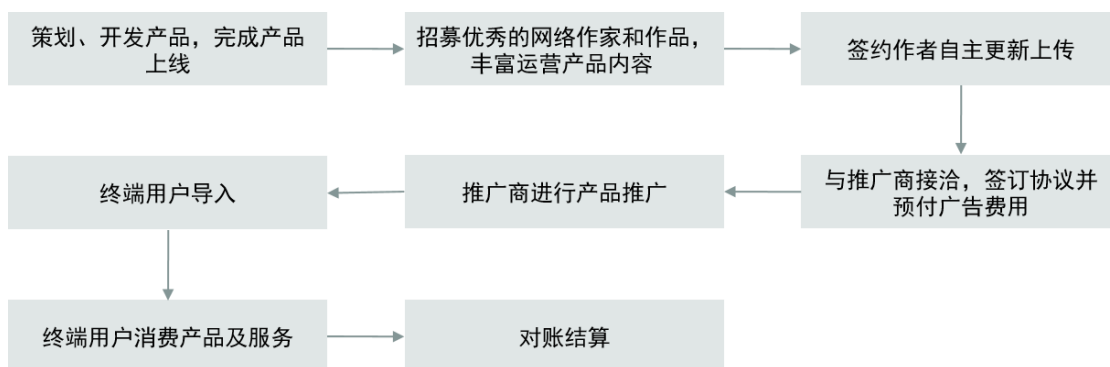 策划、开发产品，完成产品
上线
招募优秀的网络作家和作品，
丰富运营产品内容
签约作者自主更新上传
与推广商接洽，签订协议并
预付广告费用
推广商进行产品推广
终端用户导入
终端用户消费产品及服务
对账结算